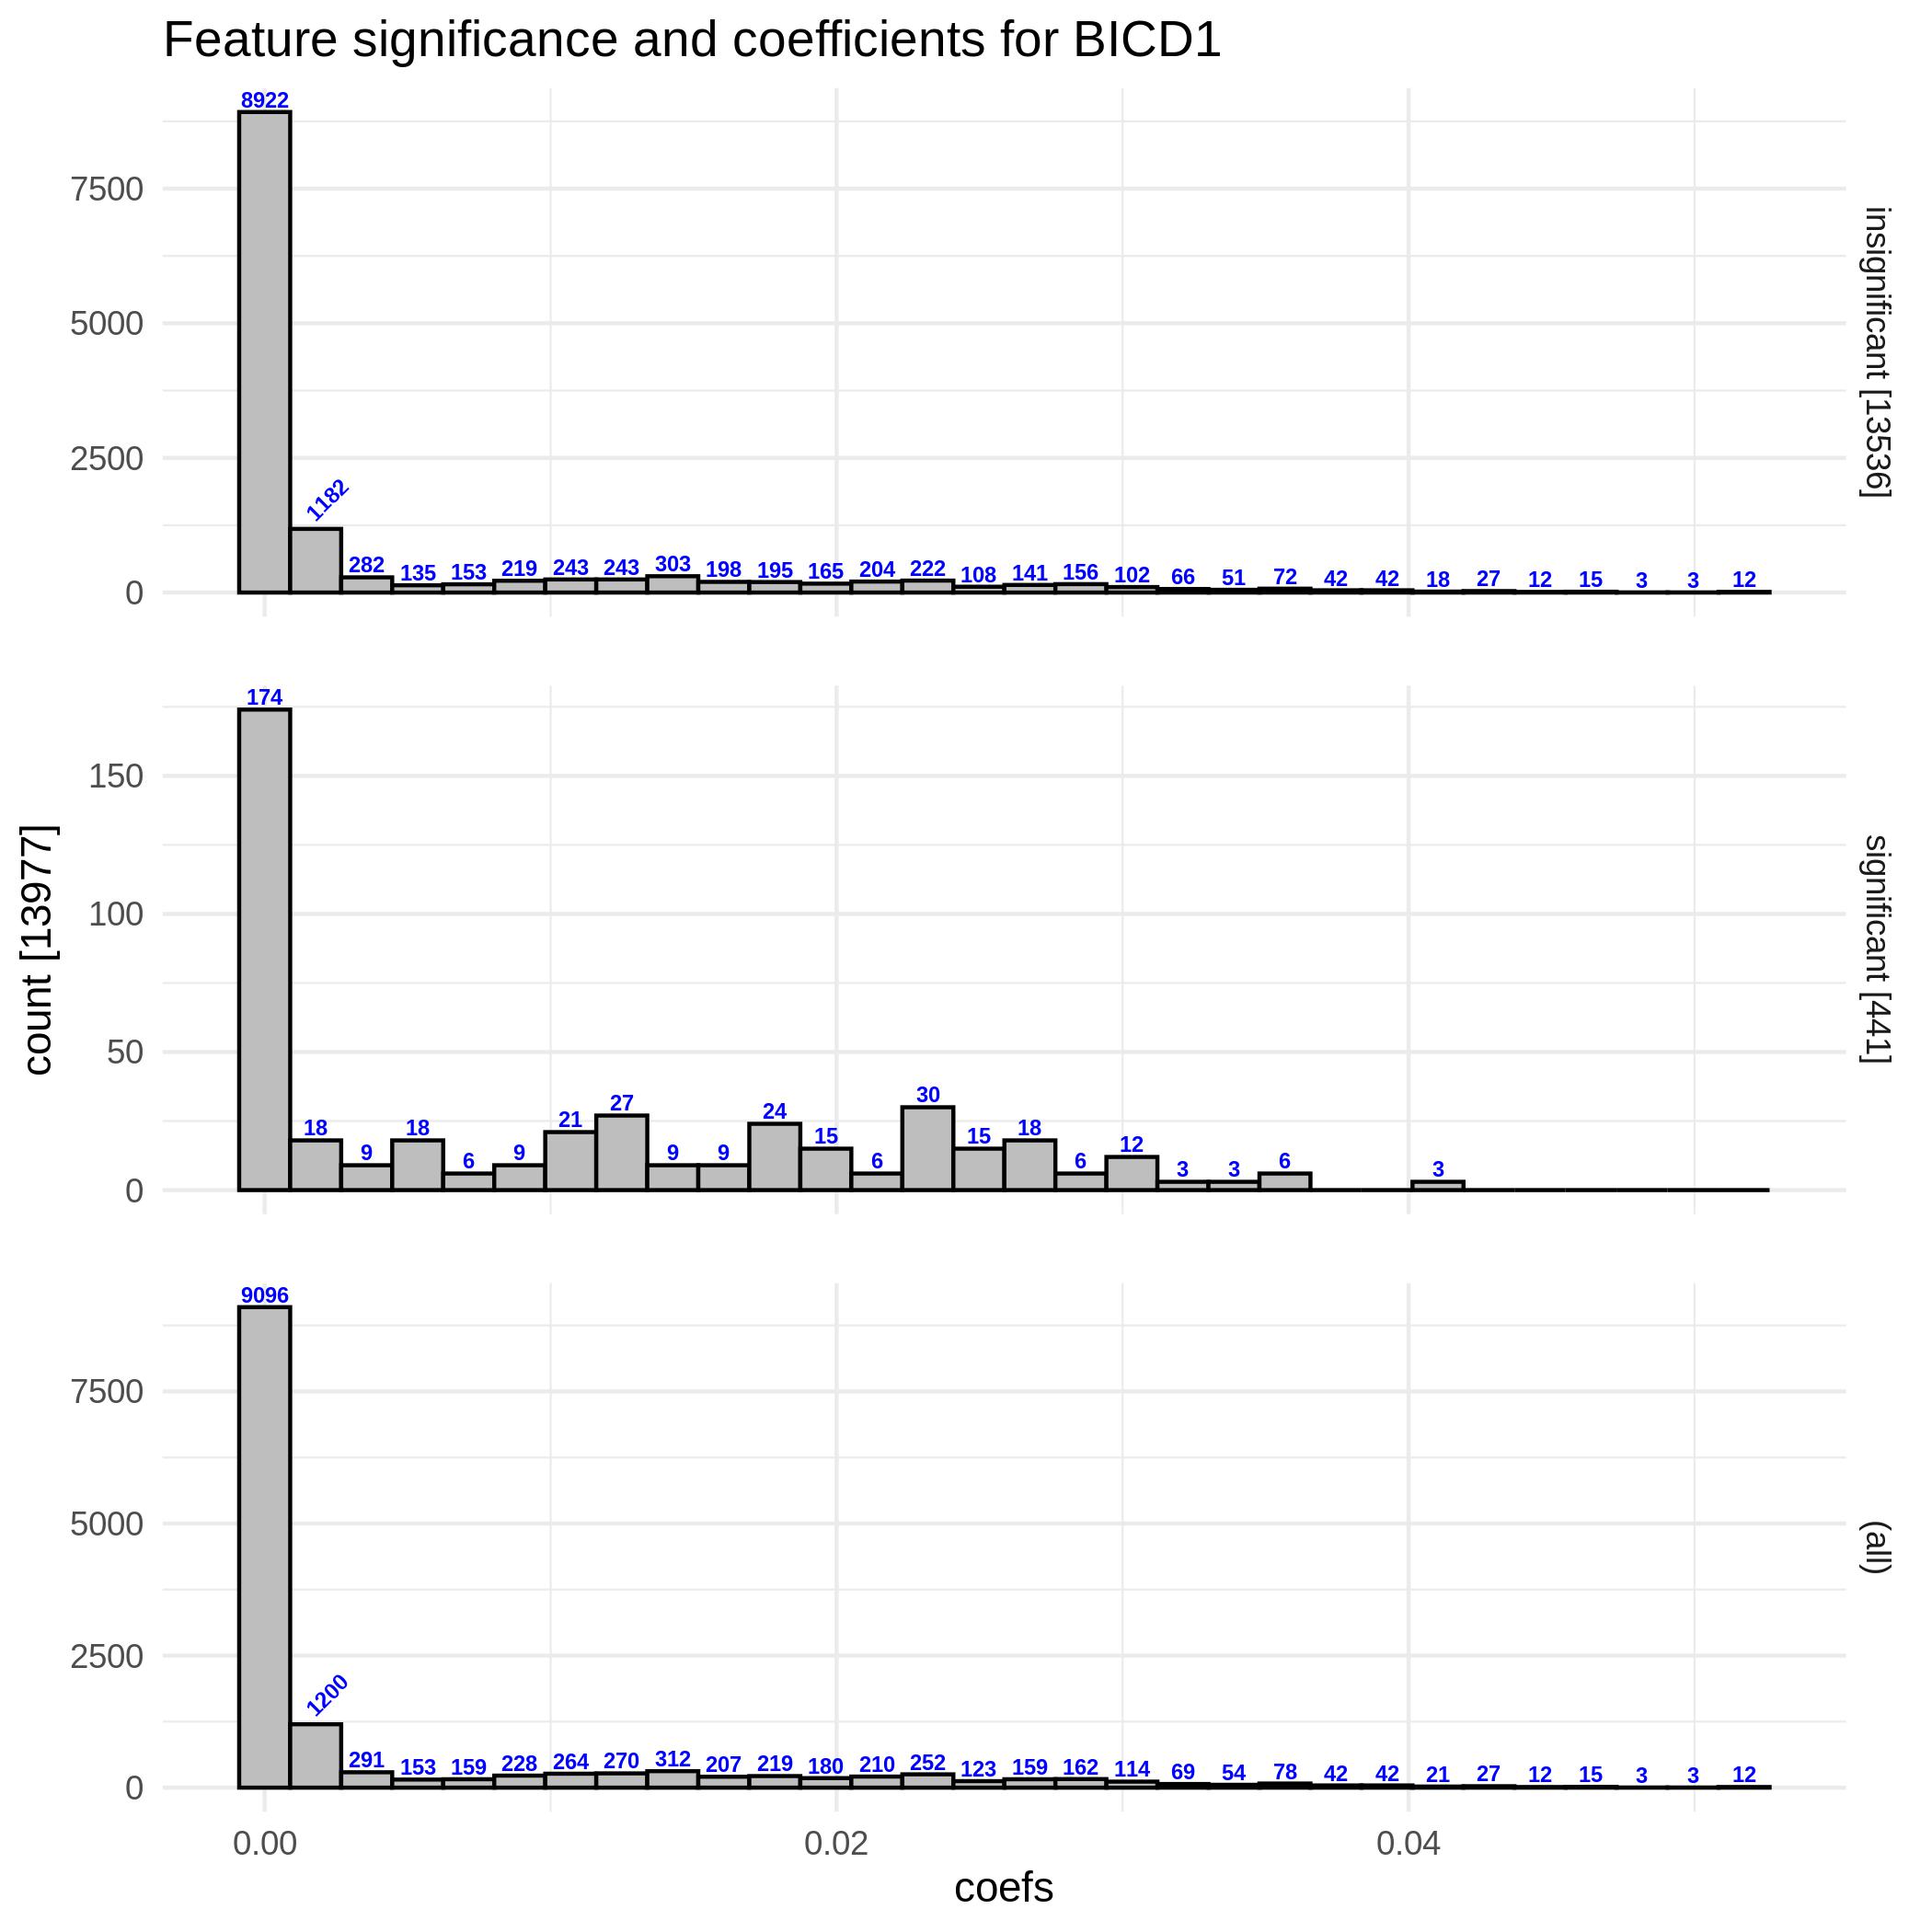 Feature significance and coefficients for BICD1
8922
7500
5000
2500
0
1182
282 135 153 219 243 243 303 198 195 165 204 222 108 141 156 102 66 51 72 42 42 18 27 12 15 3 3 12
insignificant [13536]
count [13977]
174
150
100
50
0
18 9 18 6 9 21 27 9 9 24 15 6 30 15 18 6 12 3 3 6 3
significant [441]
9096
7500
5000
2500
0
1200
291 153 159 228 264 270 312 207 219 180 210 252 123 159 162 114 69 54 78 42 42 21 27 12 15 3 3 12
(all)
0.00 0.02 0.04
coefs